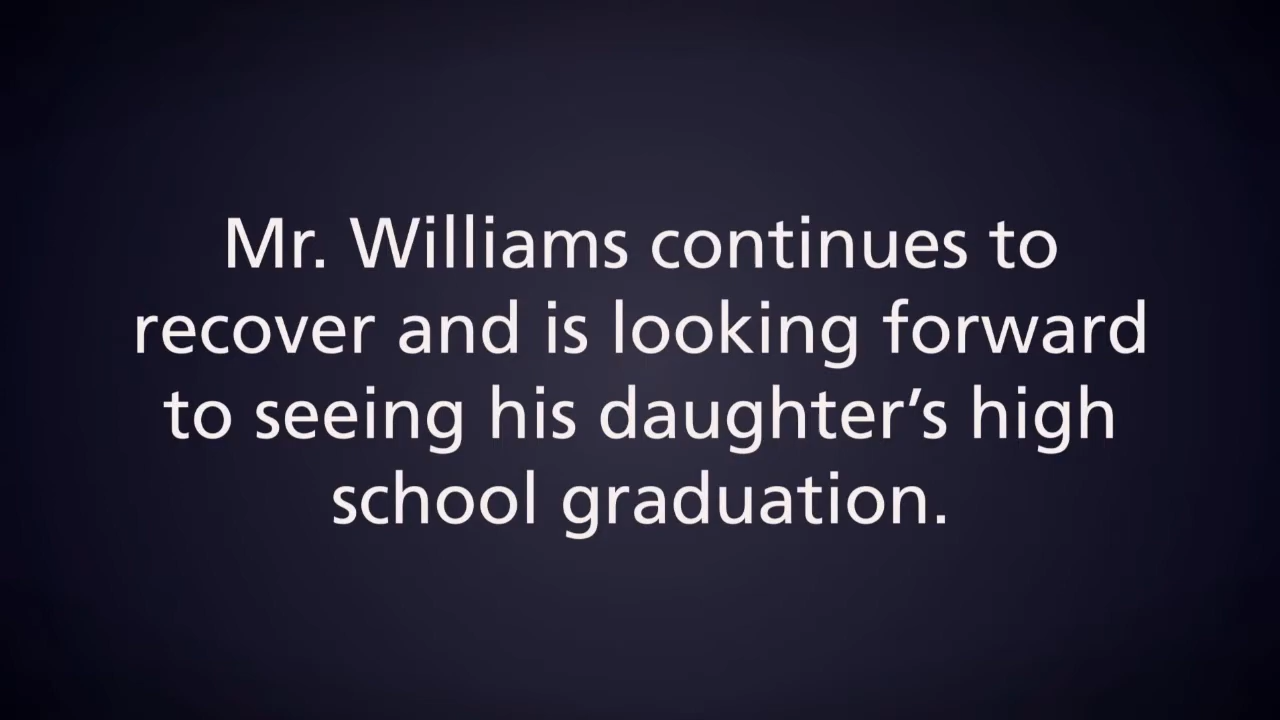 Mr. Williams continues to
recover and is looking forward
to seeing his daughter’s high
school graduation.